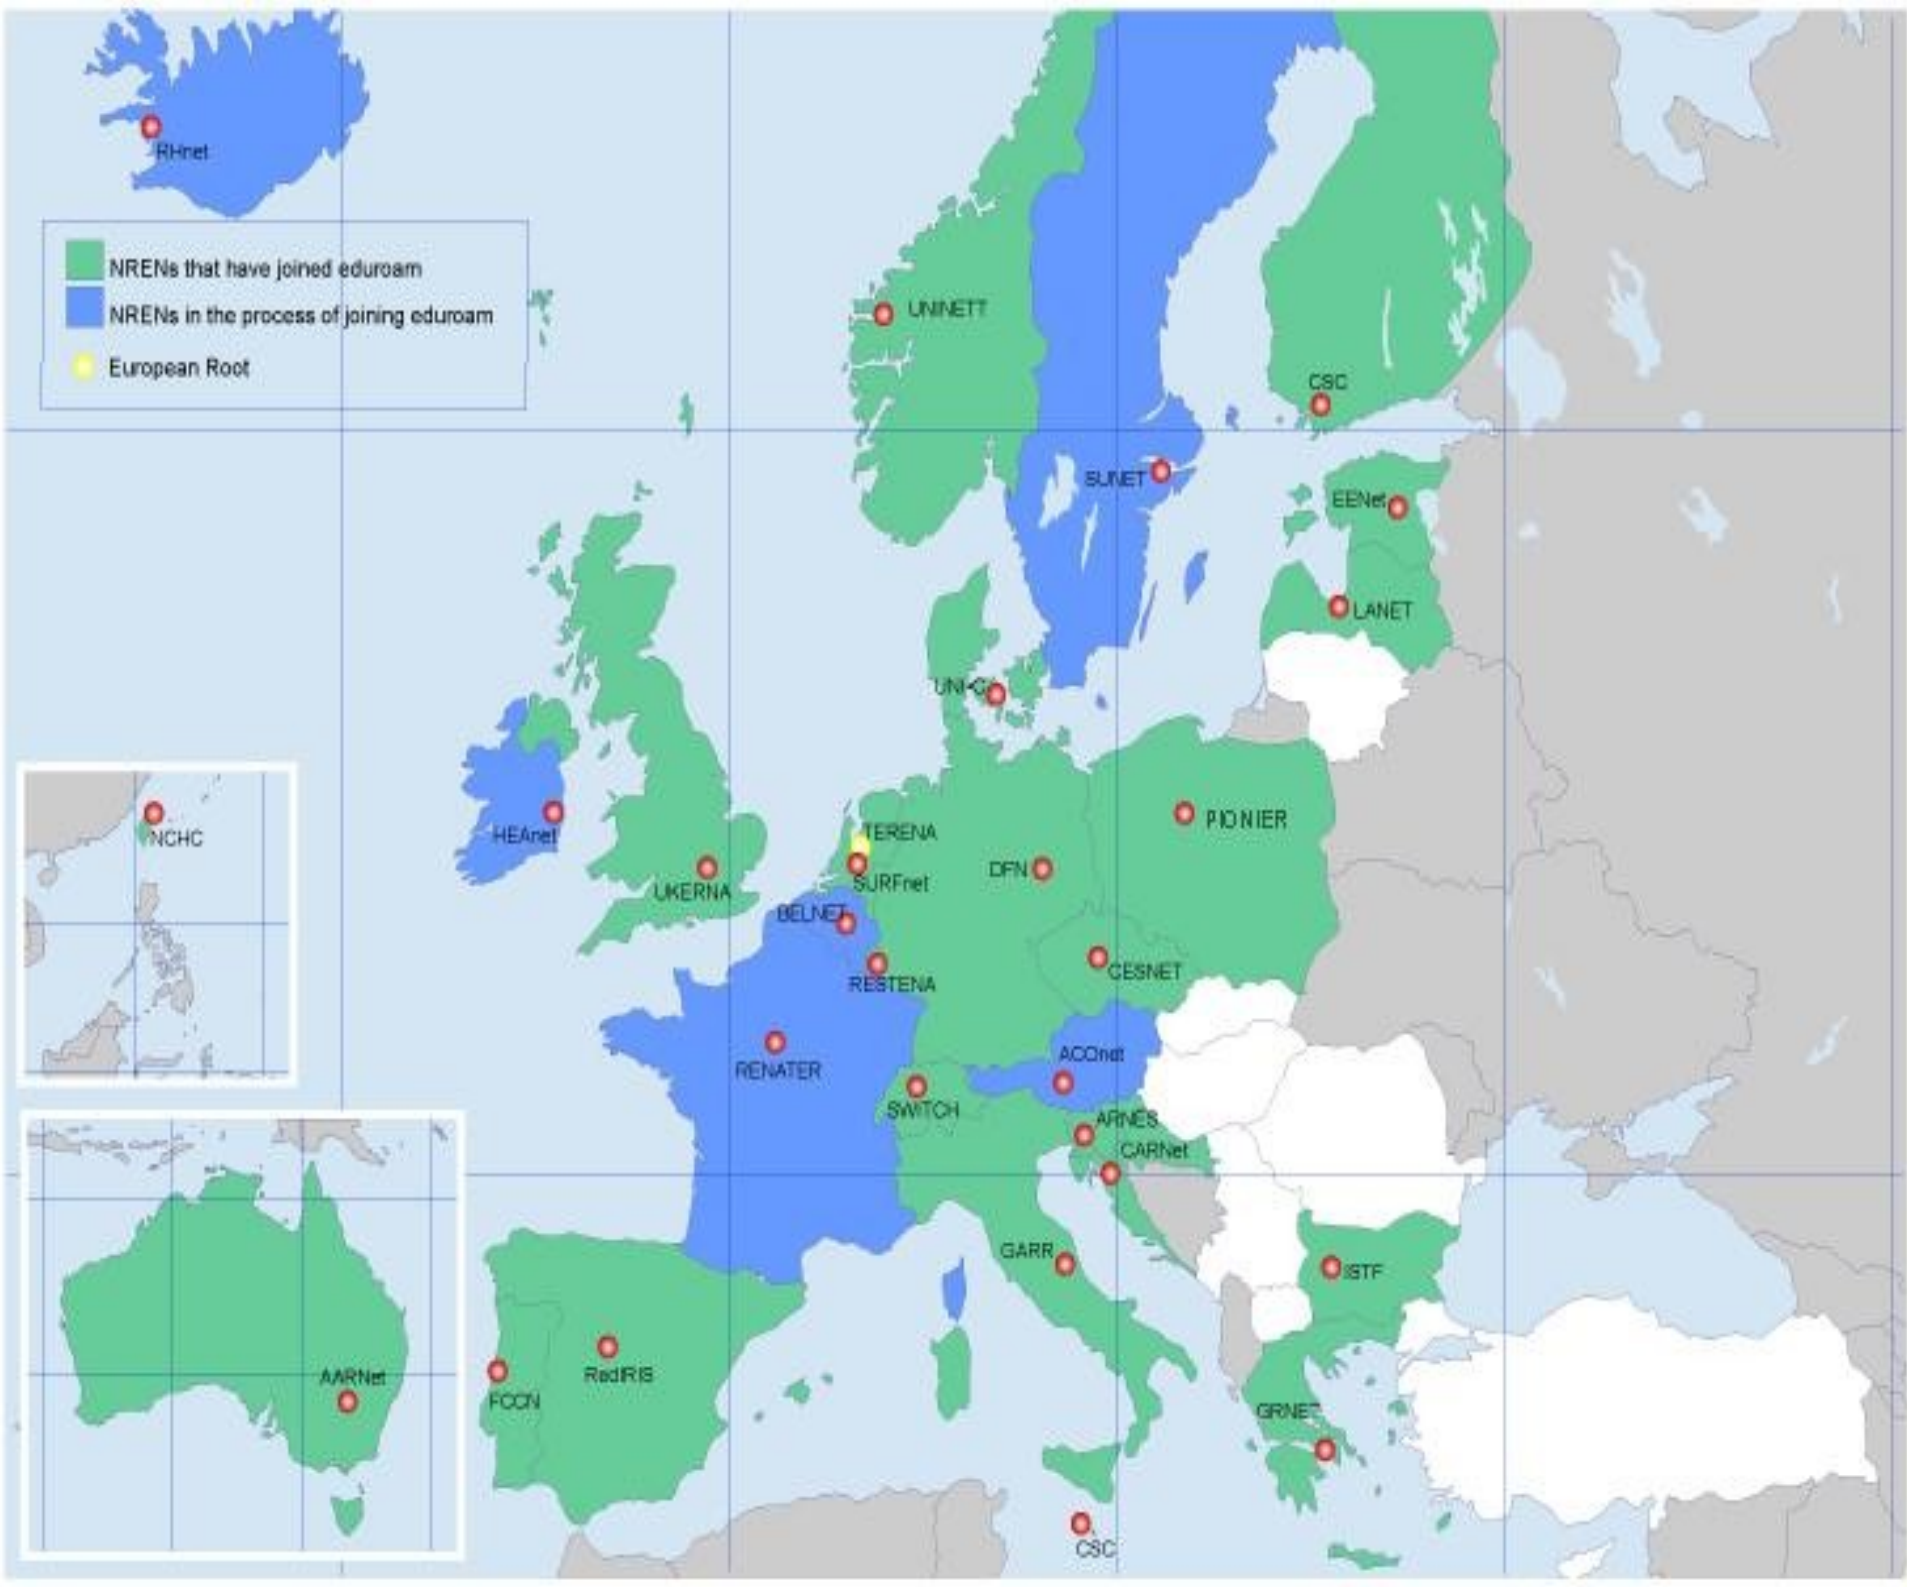 RHnet
NRENs that have joined eduroam
NRENs in the process of joining eduroam
European Root
UNINETT
CSC
SUNET
EENet
LANET
HEAnet
NCHC
TERENA
PIONIER
DFN
SURFnet
UKERNA
BELNET
CESNET
RESTENA
ACOnet
RENATER
SWITCH
ARNES
CARNet
GARR
ISTF
RedIRIS
AARNet
FCCN
GRNET
CSC